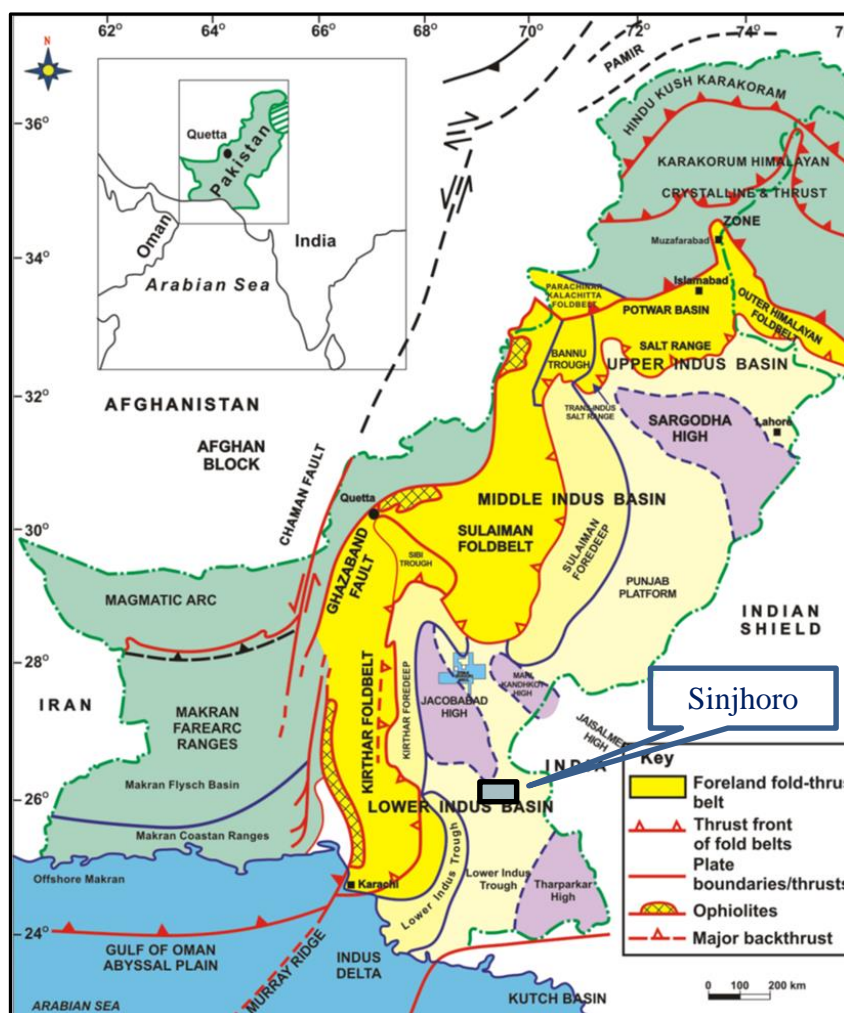 62° 64° 66° 68° 70° 72° 74°
N
PAMIR
HINDU KUSH KARAKORAM
36°
Quetta
Pakistan
Oman
India
Arabian Sea
KARAKORUM HIMALAYAN
CRYSTALLINE & THRUST
ZONE
34°
Muzafarabad
Islamabad
PARACHINAR
KALACHITTA
FOLDBELT
POTWAR BASIN
OUTER HIMALAYAN
FOLDBELT
SALT RANGE
BANNU
TROUGH
UPPER INDUS BASIN
32°
TRANS-INDUS
SALT RANGE
SARGODHA
HIGH
Lahore
AFGHANISTAN
AFGHAN
BLOCK
CHAMAN FAULT
Quetta
30°
MIDDLE INDUS BASIN
SULAIMAN
FOLDBELT
SULAIMAN
FOREDEEP
GHAZABAND
FAULT
SIBI
TROUGH
PUNJAB
PLATFORM
INDIAN
SHIELD
MAGMATIC ARC
28°
IRAN
MAKRAN
FAREARC
RANGES
KIRTHAR FOLDBELT
KIRTHAR FOREDEEP
JACOBABAD
HIGH
MARI
KANDHKOT
HIGH
Sinjhoro
JAISALMER
HIGH
INDIA
Makran Flysch Basin
26°
LOWER INDUS BASIN
Makran Coastan Ranges
Offshore Makran
Karachi
Lower Indus Trough
Lower Indus
Trough
Tharparkar
High
24°
GULF OF OMAN
ABYSSAL PLAIN
MURRAY RIDGE
INDUS
DELTA
ARABIAN SEA
KUTCH BASIN
Key
Foreland fold-thrus
belt
Thrust front
of fold belts
Plate
boundaries/thrusts
Ophiolites
Major backthrust
0 100 200 km